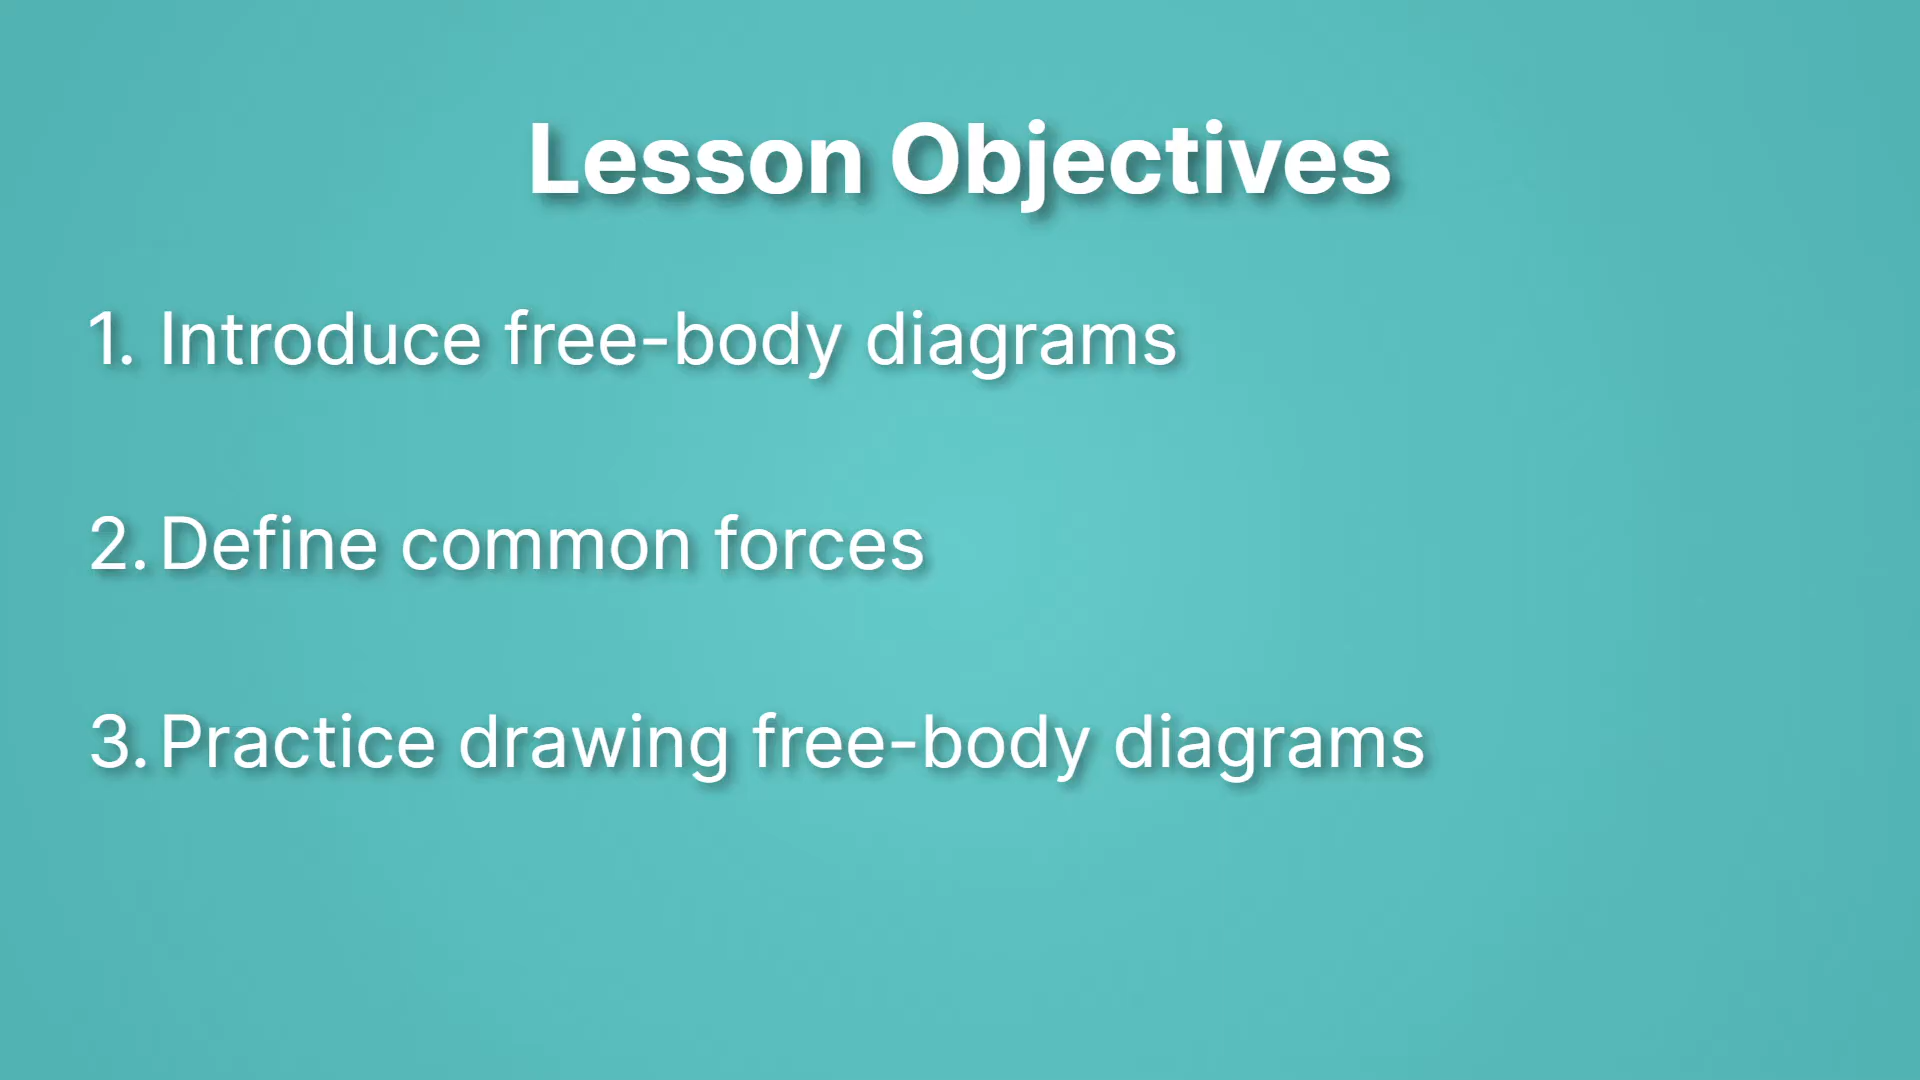 Lesson Objectives
1. Introduce free-body diagrams
2. Define common forces
3. Practice drawing free-body diagrams